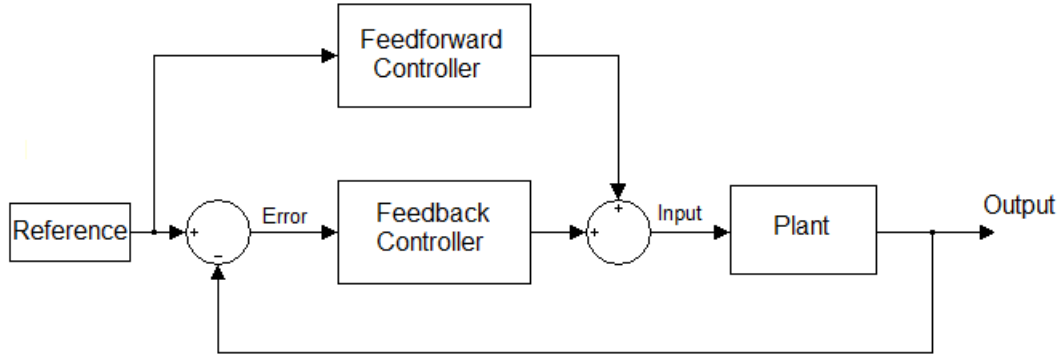 Feedforward
Controller
Reference
+
−
Error
Feedback
Controller
+
+
Input
Plant
Output